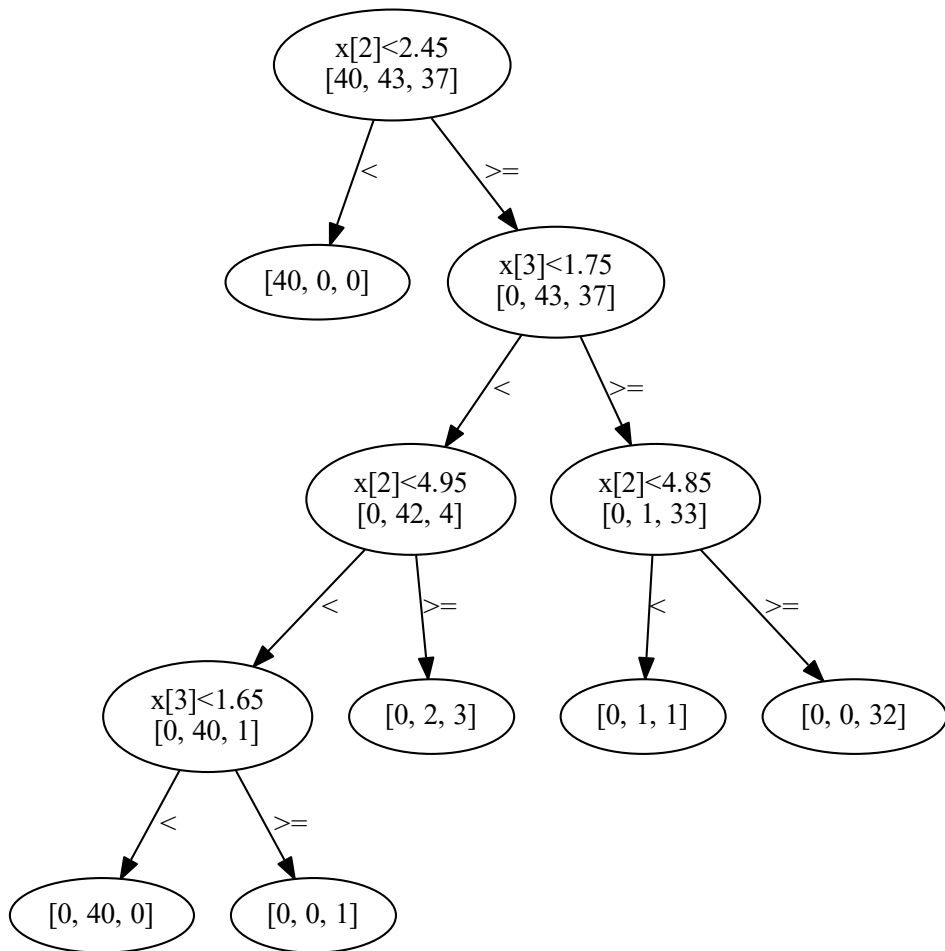 x[2]<2.45
[40, 43, 37]
<
>=
[40, 0, 0]
x[3]<1.75
[0, 43, 37]
<
>=
x[2]<4.95
[0, 42, 4]
x[2]<4.85
[0, 1, 33]
<
>=
<
>=
x[3]<1.65
[0, 40, 1]
[0, 2, 3]
[0, 1, 1]
[0, 0, 32]
<
>=
[0, 40, 0]
[0, 0, 1]